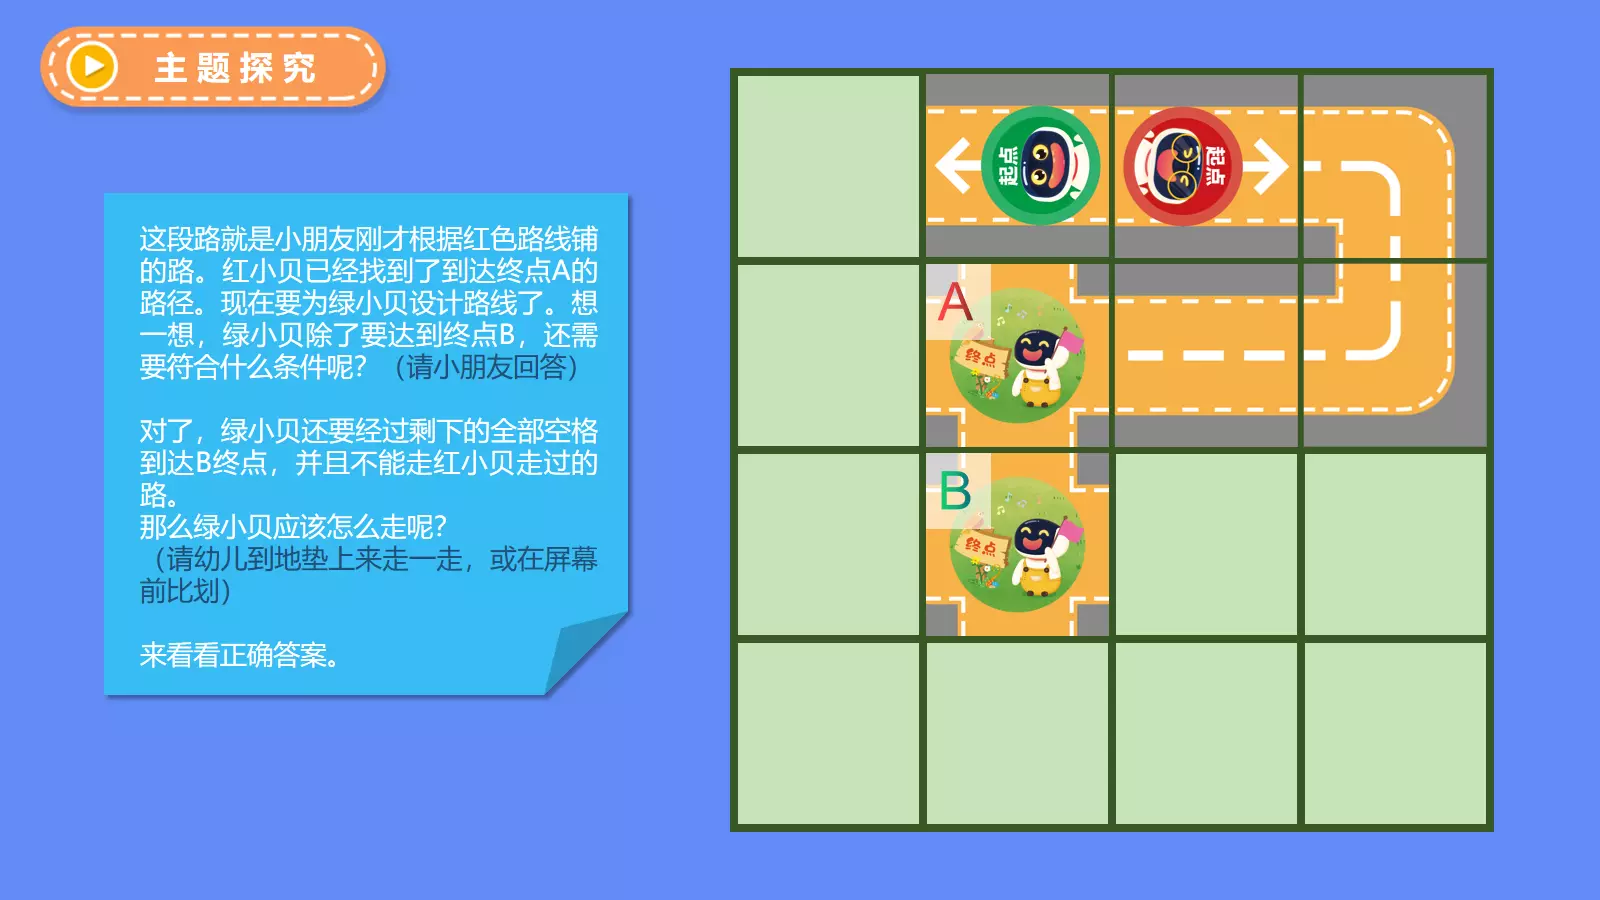 主题探究
这段路就是小朋友刚才根据红色路线铺
的路。红小贝已经找到了到达终点A的
路径。现在要为绿小贝设计路线了。想
一想，绿小贝除了要达到终点B，还需
要符合什么条件呢？（请小朋友回答）
对了，绿小贝还要经过剩下的全部空格
到达B终点，并且不能走红小贝走过的
路。
那么绿小贝应该怎么走呢？
（请幼儿到地垫上来走一走，或在屏幕
前比划）
来看看正确答案。
起点
起点
A
终点
B
终点